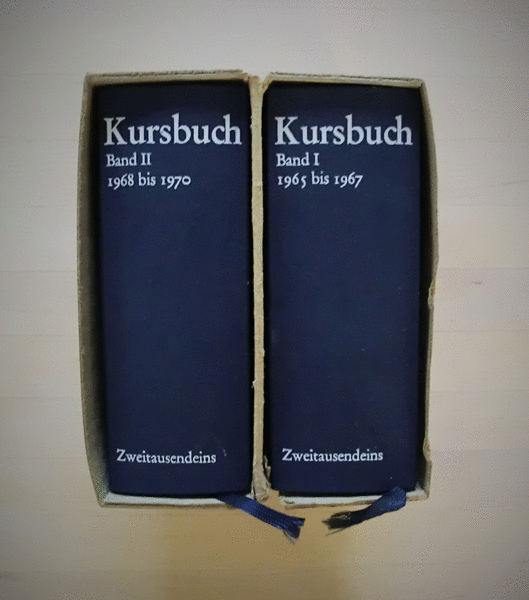 Kursbuch
Band II
1968 bis 1970
Zweitausendeins
Kursbuch
Band I
1965 bis 1967
Zweitausendeins